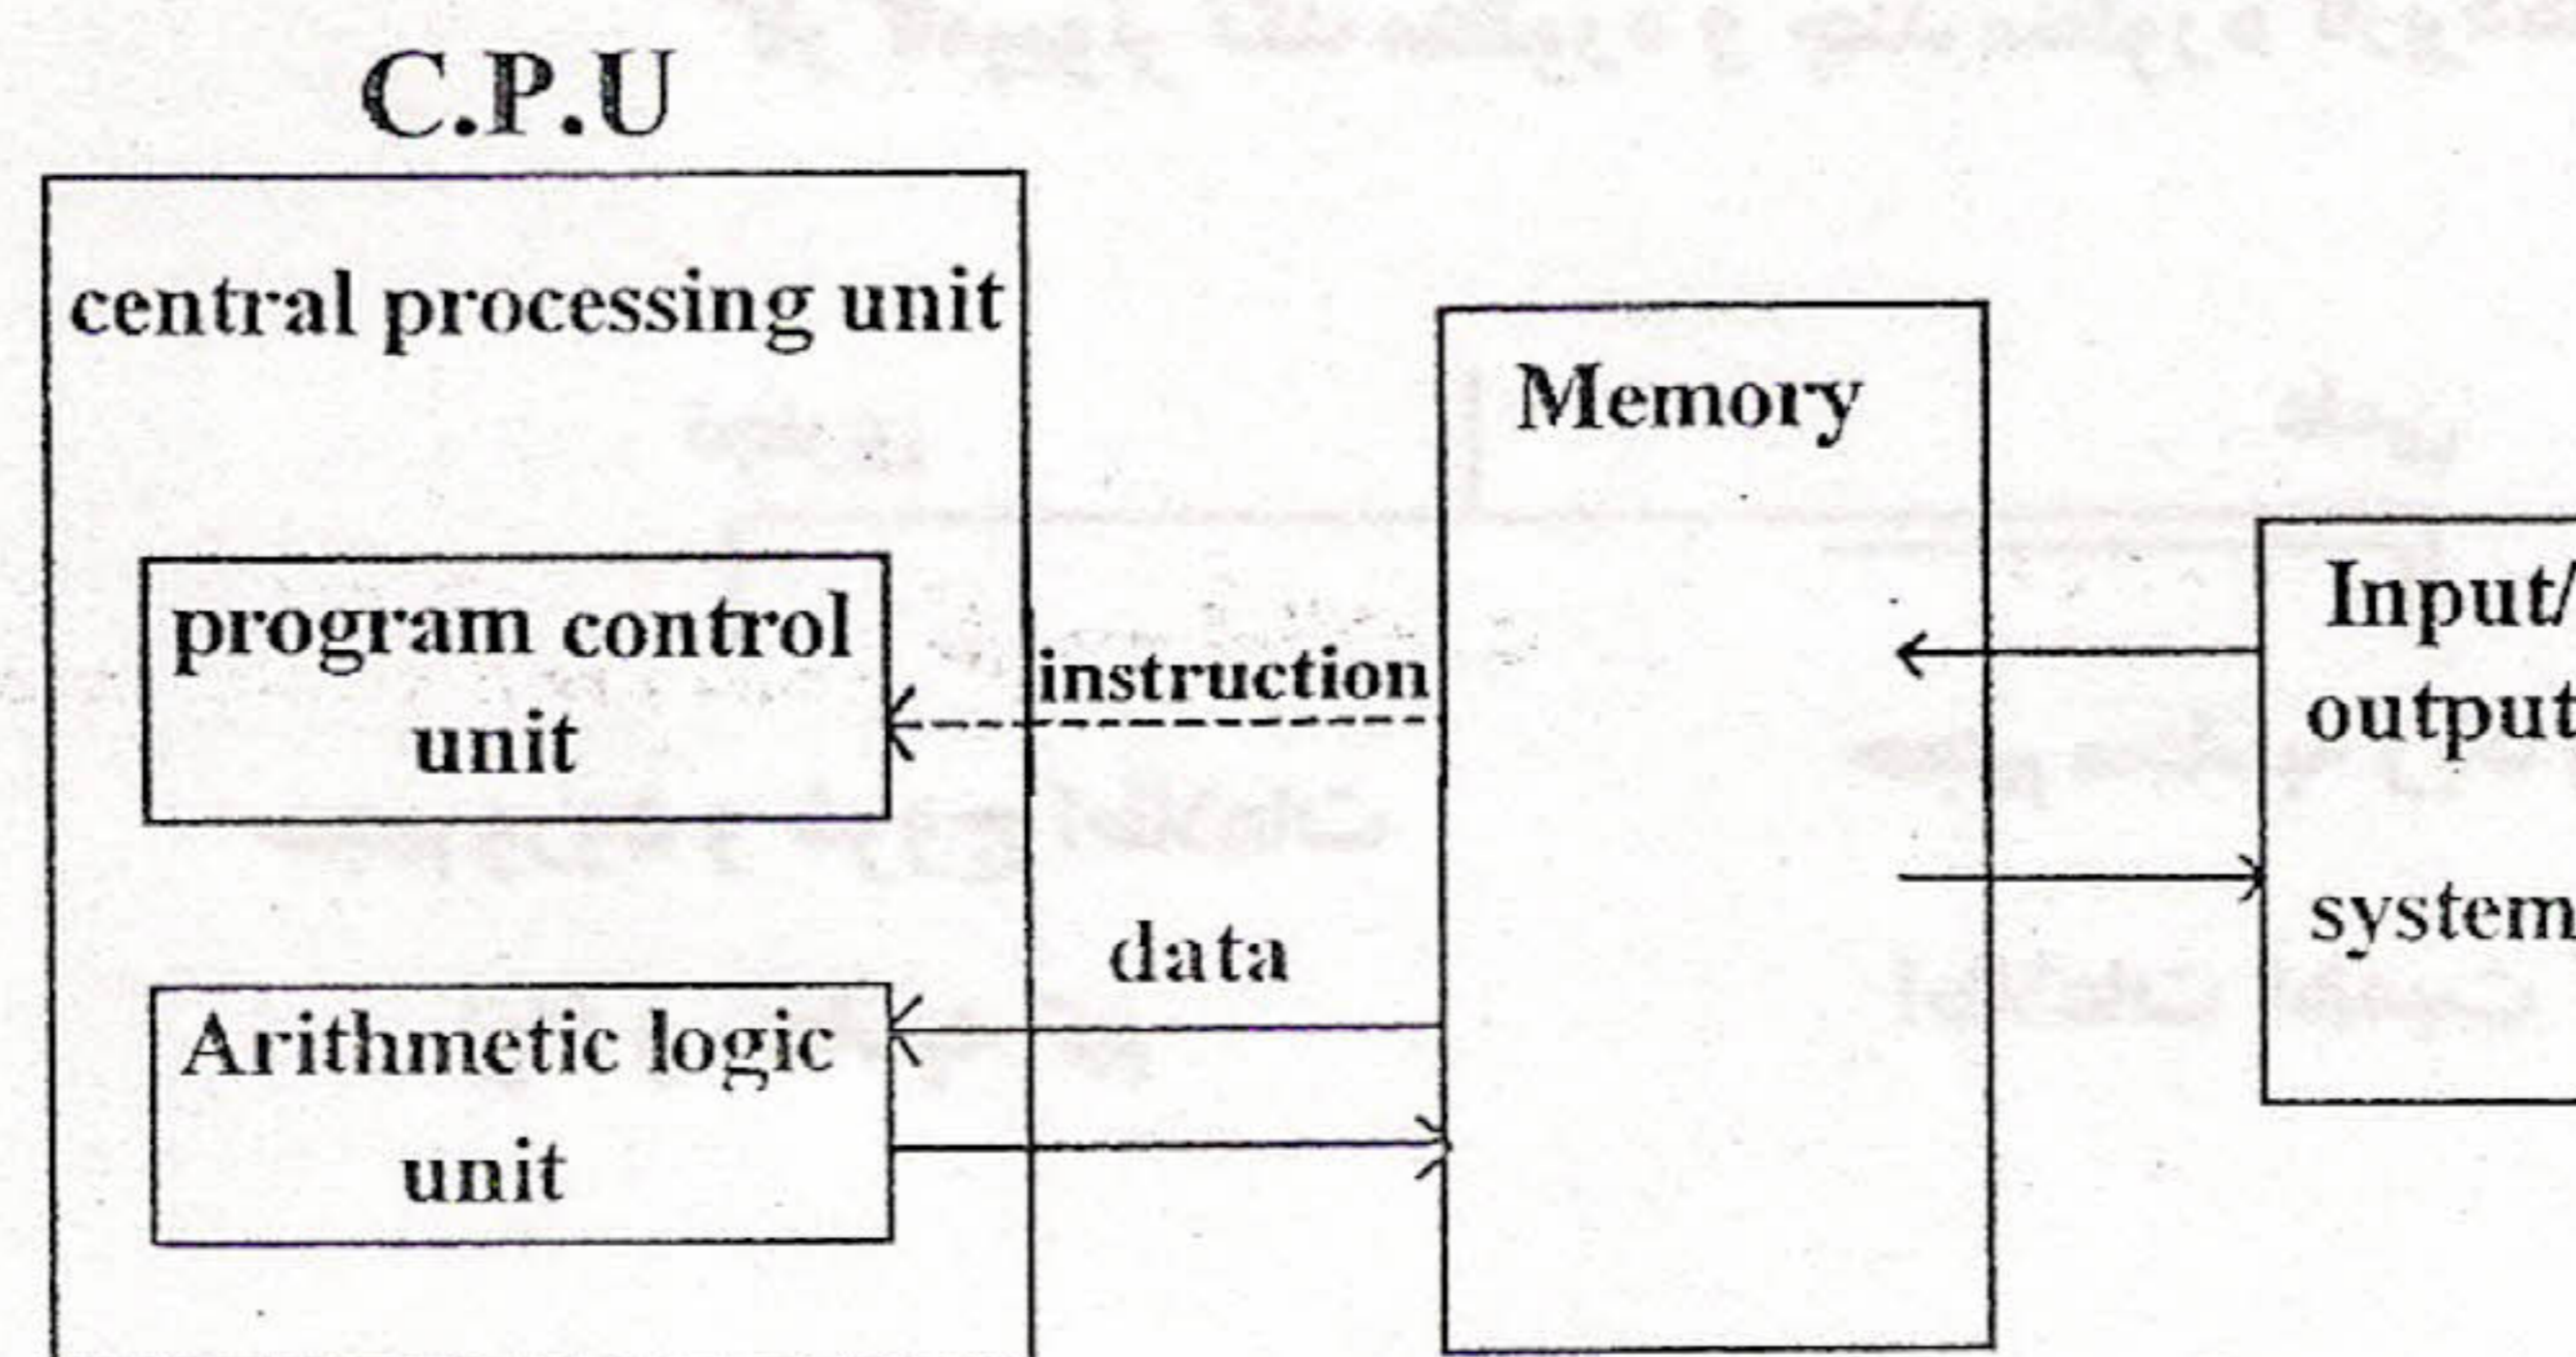 C.P.U
central processing unit
program control
unit
instruction
data
Arithmetic logic
unit
Memory
Input/
output
system